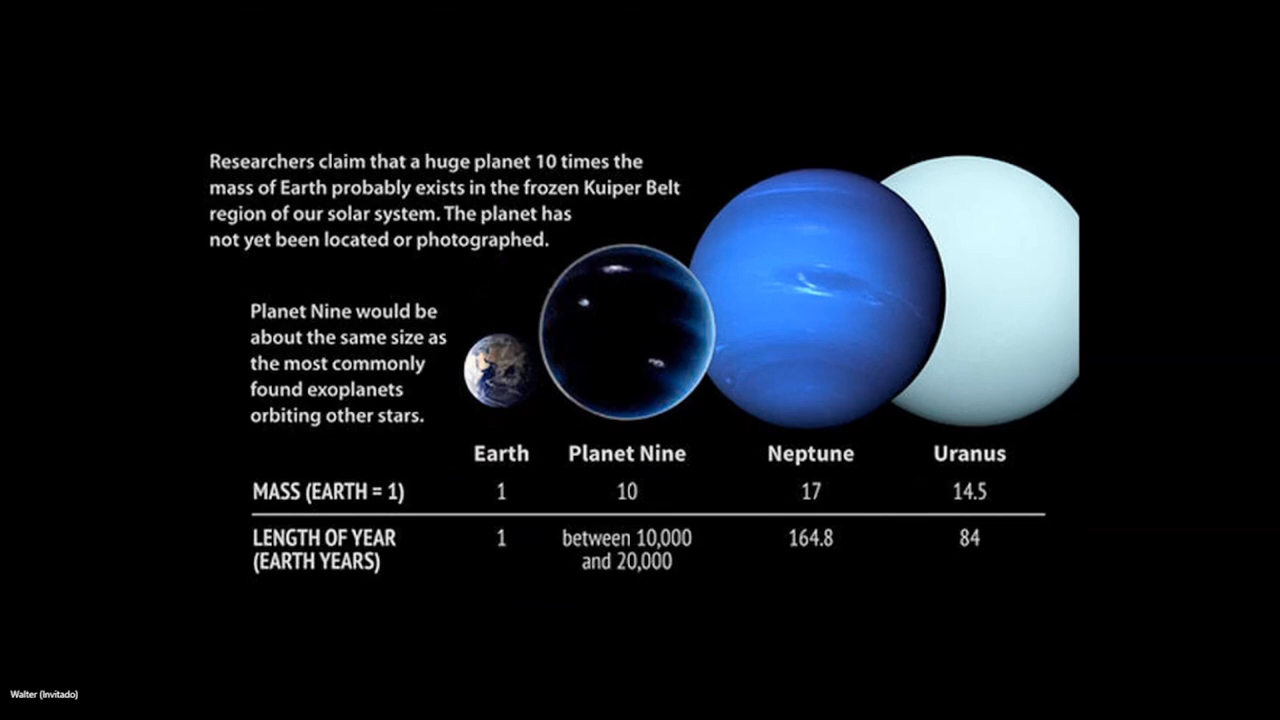 Researchers claim that a huge planet 10 times the
mass of Earth probably exists in the frozen Kuiper Belt
region of our solar system. The planet has
not yet been located or photographed.
Planet Nine would be
about the same size as
the most commonly
found exoplanets
orbiting other stars.
Earth Planet Nine Neptune Uranus
MASS (EARTH = 1) 1 10 17 14.5
LENGTH OF YEAR 1 between 10,000 164.8 84
(EARTH YEARS) and 20,000
Walter (Invitado)